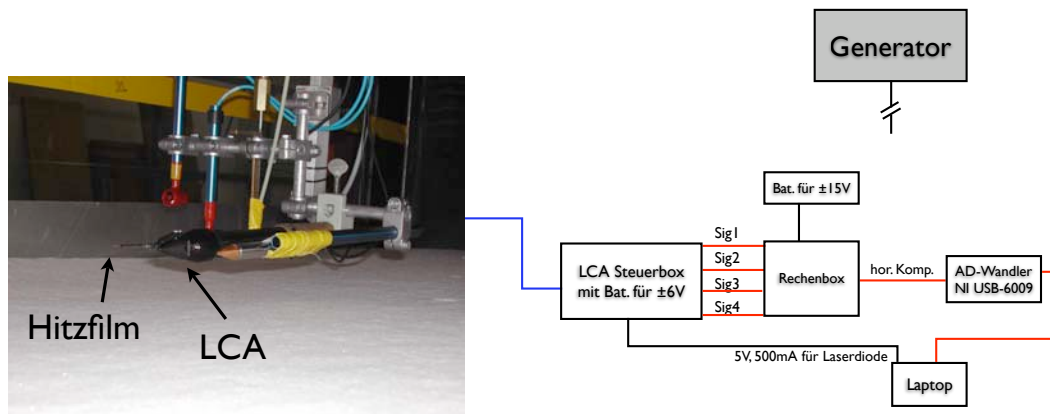 Generator
Bat. für ±15V
Sig1
Sig2
Sig3
Sig4
LCA Steuerbox
mit Bat. für ±6V
Rechenbox
hor. Komp.
AD-Wandler
NI USB-6009
5V, 500mA für Laserdiode
Laptop
Hitzfilm
LCA